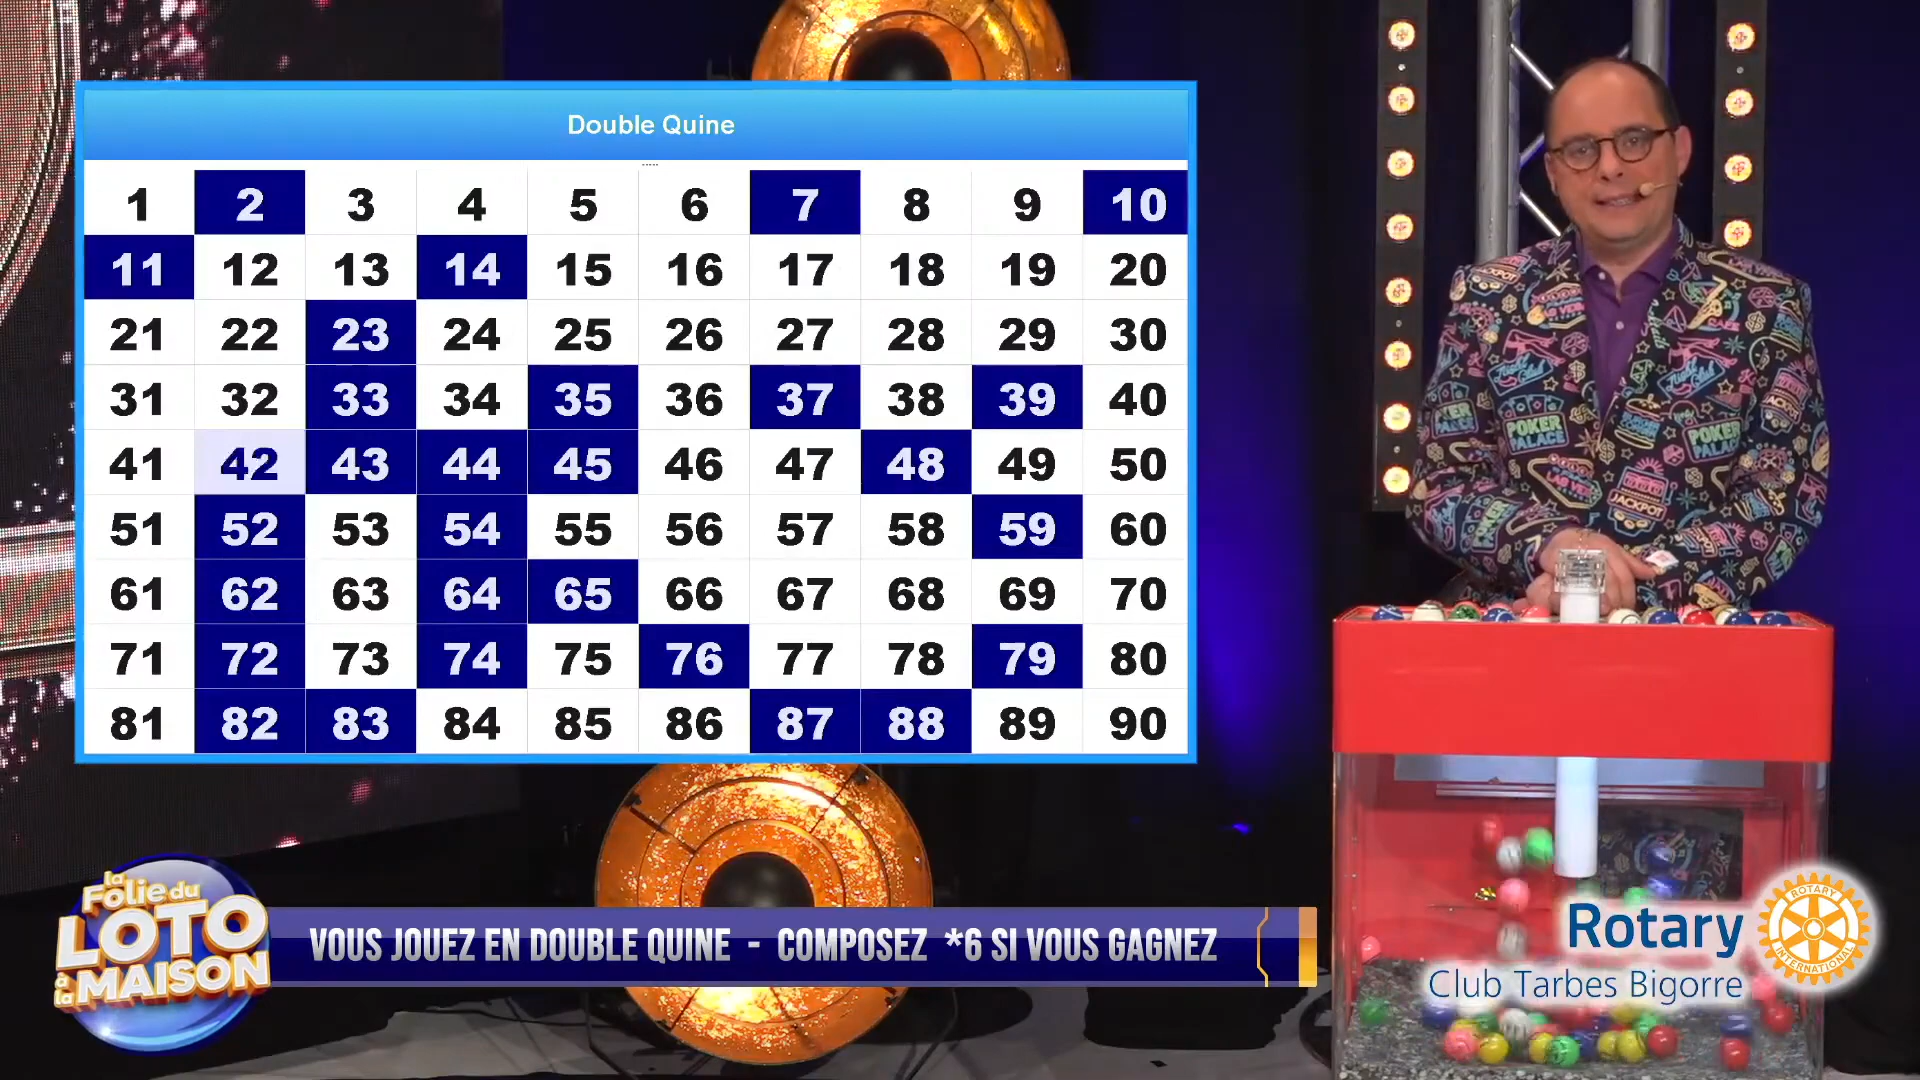 Double Quine
1 2 3 4 5 6 7 8 9 10
11 12 13 14 15 16 17 18 19 20
21 22 23 24 25 26 27 28 29 30
31 32 33 34 35 36 37 38 39 40
41 42 43 44 45 46 47 48 49 50
51 52 53 54 55 56 57 58 59 60
61 62 63 64 65 66 67 68 69 70
71 72 73 74 75 76 77 78 79 80
81 82 83 84 85 86 87 88 89 90
POKER
PALACE
POKER
PALACE
JACKPOT
la
Folie du
LOTO
à la
MAISON
VOUS JOUEZ EN DOUBLE QUINE - COMPOSEZ *6 SI VOUS GAGNEZ
Rotary
Club Tarbes Bigorre
ROTARY
INTERNATIONAL